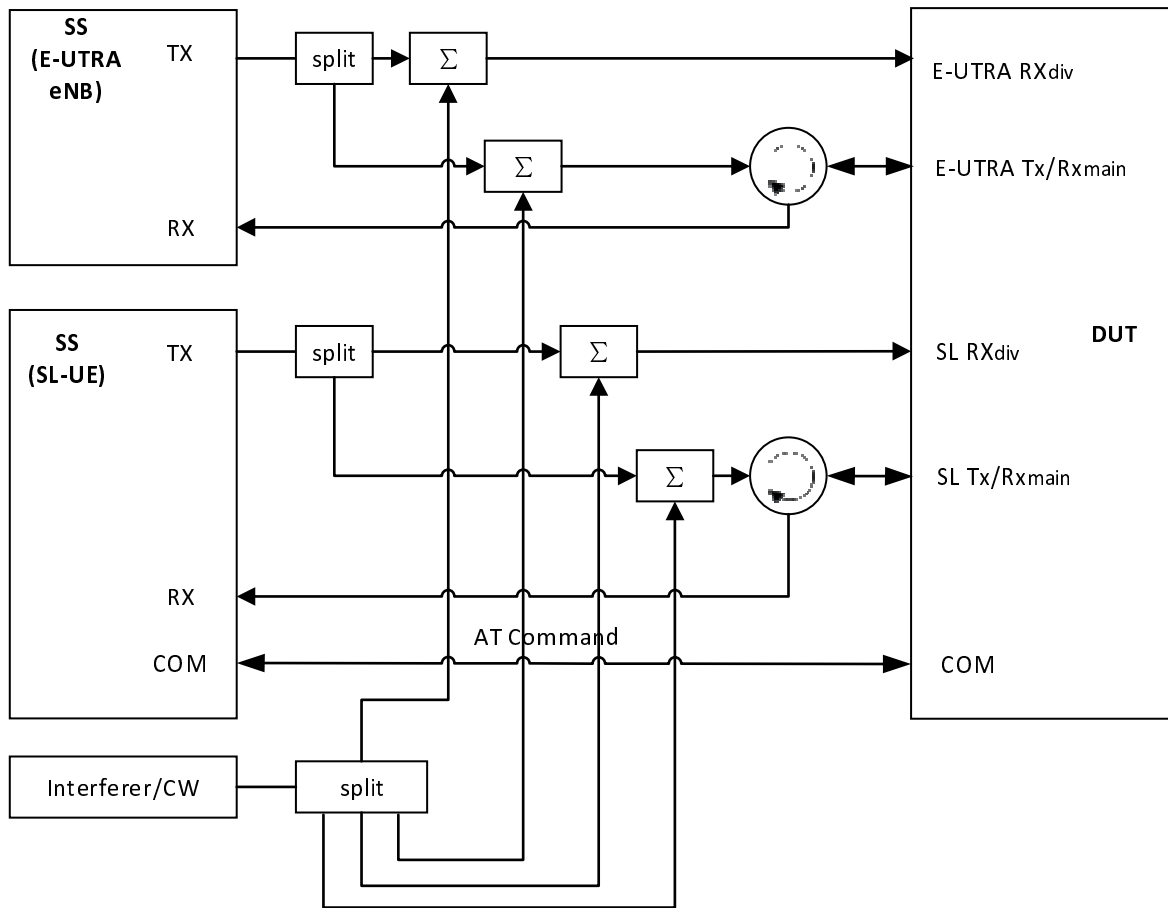 SS
(E-UTRA
eNB)
TX
split
Σ
E-UTRA RXdiv
Σ
E-UTRA Tx/Rxmain
RX
SS
(SL-UE)
TX
split
Σ
SL RXdiv
DUT
Σ
SL Tx/Rxmain
RX
AT Command
COM
COM
Interferer/CW
split